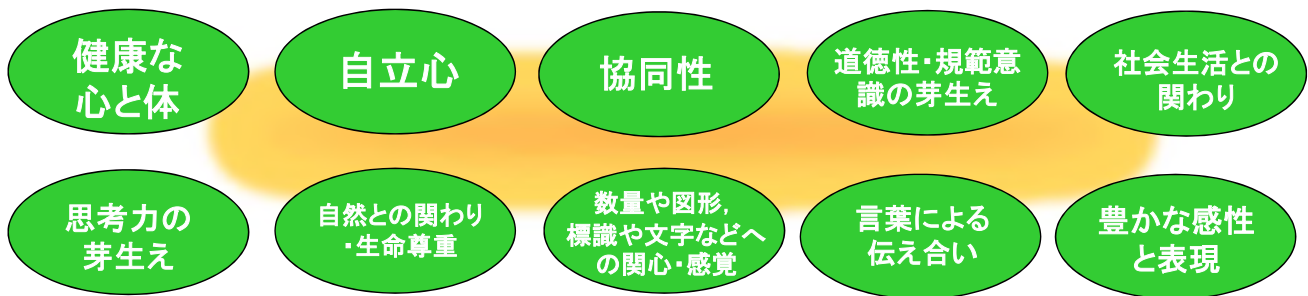 健康な
心と体
自立心
協同性
道徳性・規範意
識の芽生え
社会生活との
関わり
思考力の
芽生え
自然との関わり
・生命尊重
数量や図形,
標識や文字などへ
の関心・感覚
言葉による
伝え合い
豊かな感性
と表現